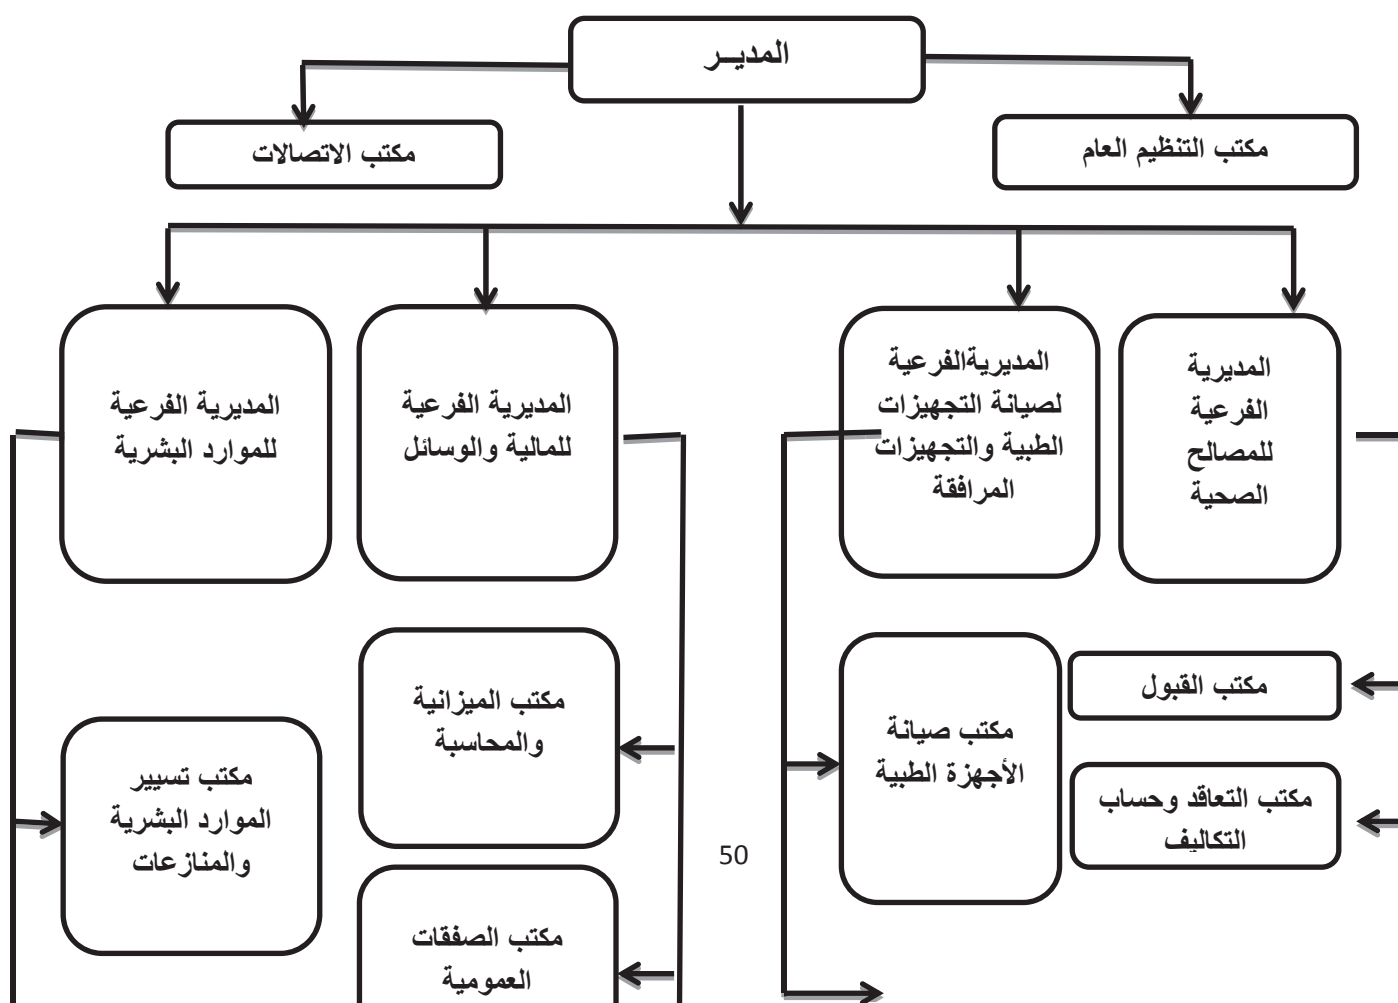 المديــر
مكتب التنظيم العام
مكتب الاتصالات
المديرية
الفرعية
للمصالح
الصحية
المديريةالفرعية
لصيانة التجهيزات
الطبية والتجهيزات
المرافقة
المديرية الفرعية
للمالية والوسائل
المديرية الفرعية
للموارد البشرية
مكتب القبول
مكتب التعاقد وحساب
التكاليف
مكتب صيانة
الأجهزة الطبية
مكتب الميزانية
والمحاسبة
مكتب الصفقات
العمومية
مكتب تسيير
الموارد البشرية
والمنازعات
50